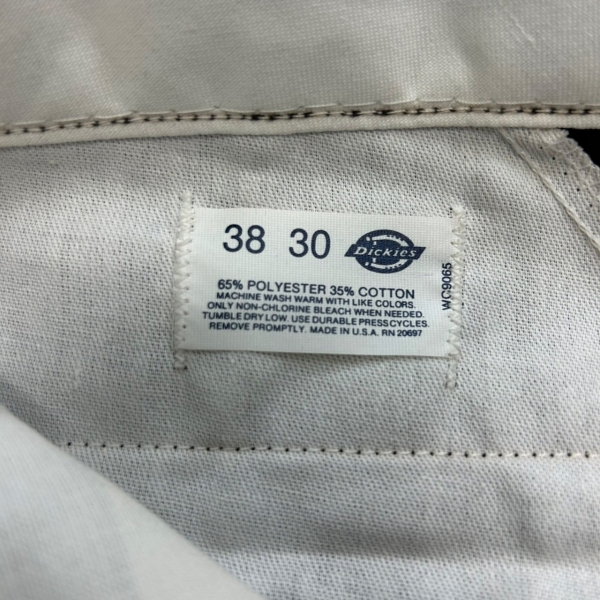 38 30 Dickies
65% POLYESTER 35% COTTON
MACHINE WASH WARM WITH LIKE COLORS.
ONLY NON-CHLORINE BLEACH WHEN NEEDED.
TUMBLE DRY LOW. USE DURABLE PRESS CYCLES.
REMOVE PROMPTLY. MADE IN U.S.A. RN 20697
WC9065